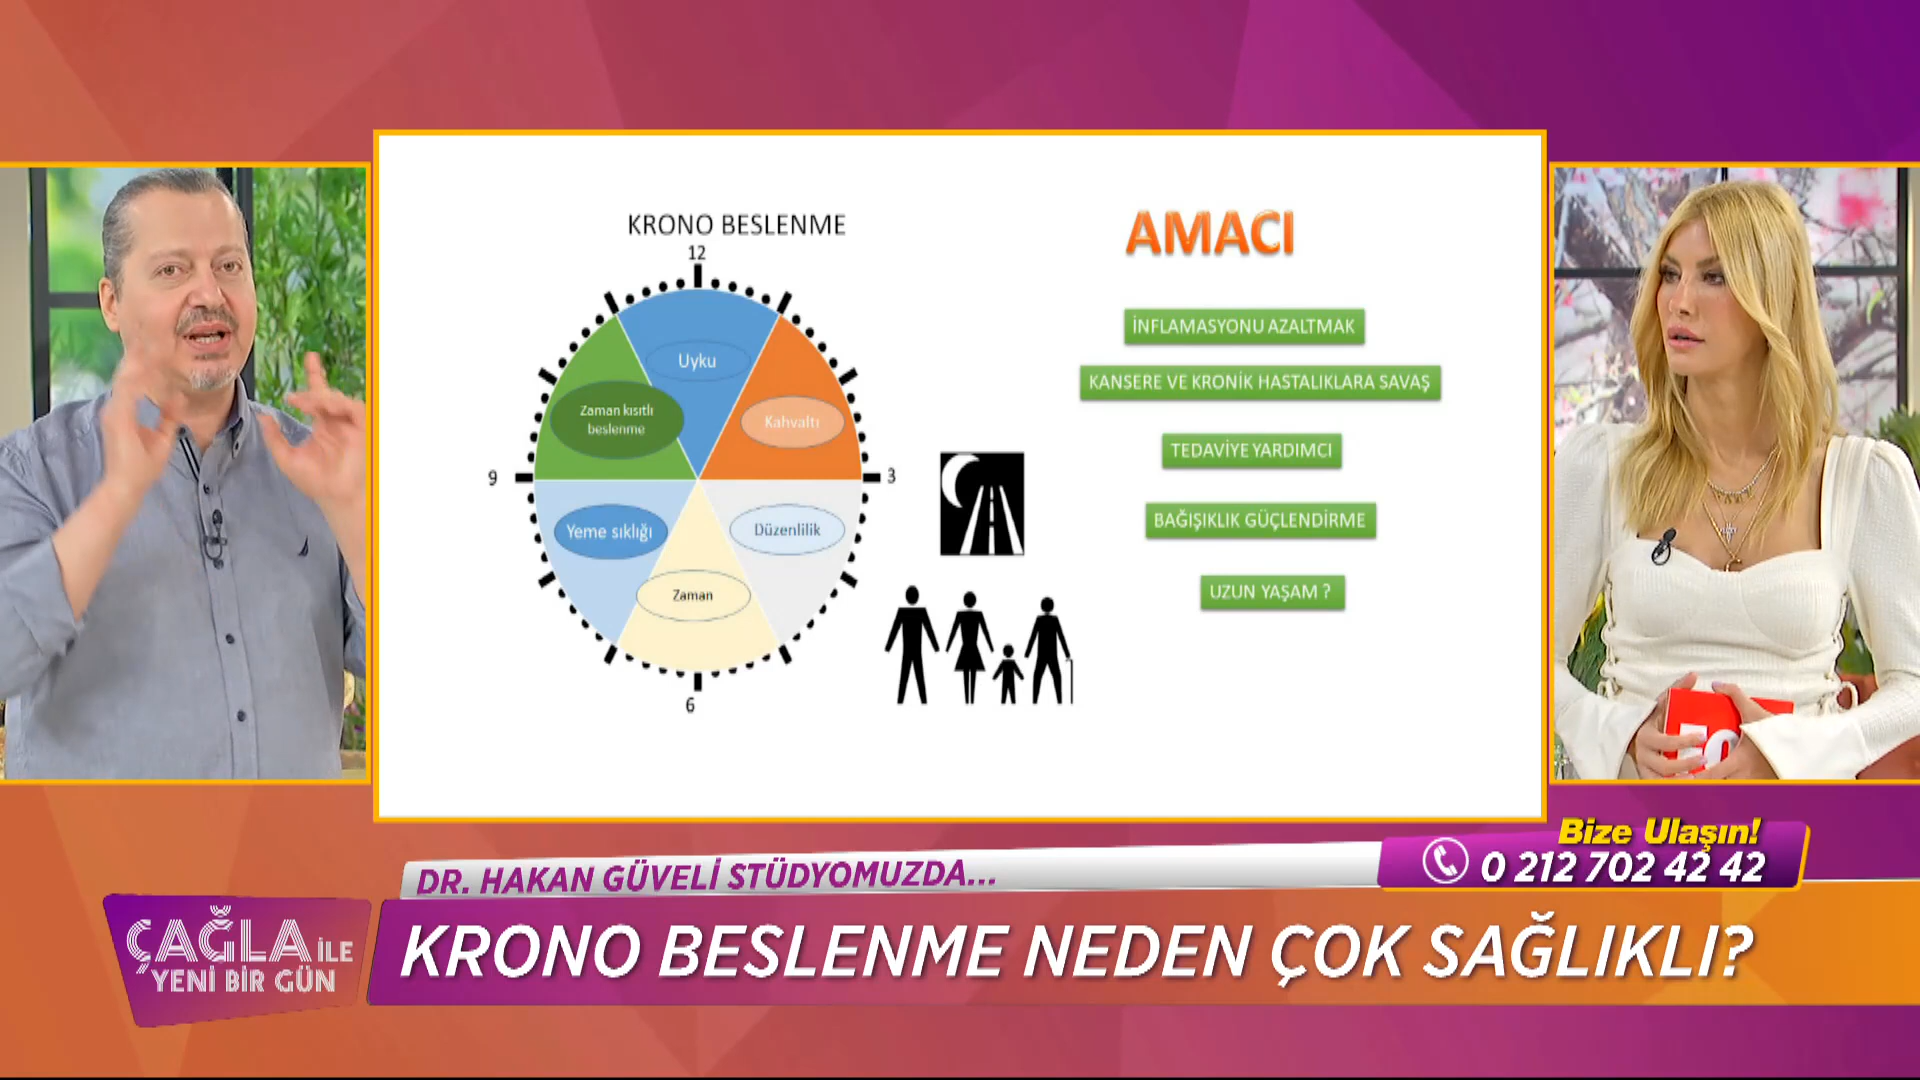 KRONO BESLENME
12
3
6
9
Uyku
Kahvaltı
Düzenlilik
Zaman
Yeme sıklığı
Zaman kısıtlı
beslenme
AMACI
İNFLAMASYONU AZALTMAK
KANSERE VE KRONİK HASTALIKLARA SAVAŞ
TEDAVİYE YARDIMCI
BAĞIŞIKLIK GÜÇLENDİRME
UZUN YAŞAM ?
Bize Ulaşın!
0 212 702 42 42
DR. HAKAN GÜVELİ STÜDYOMUZDA...
KRONO BESLENME NEDEN ÇOK SAĞLIKLI?
ÇAĞLA İLE
YENİ BİR GÜN